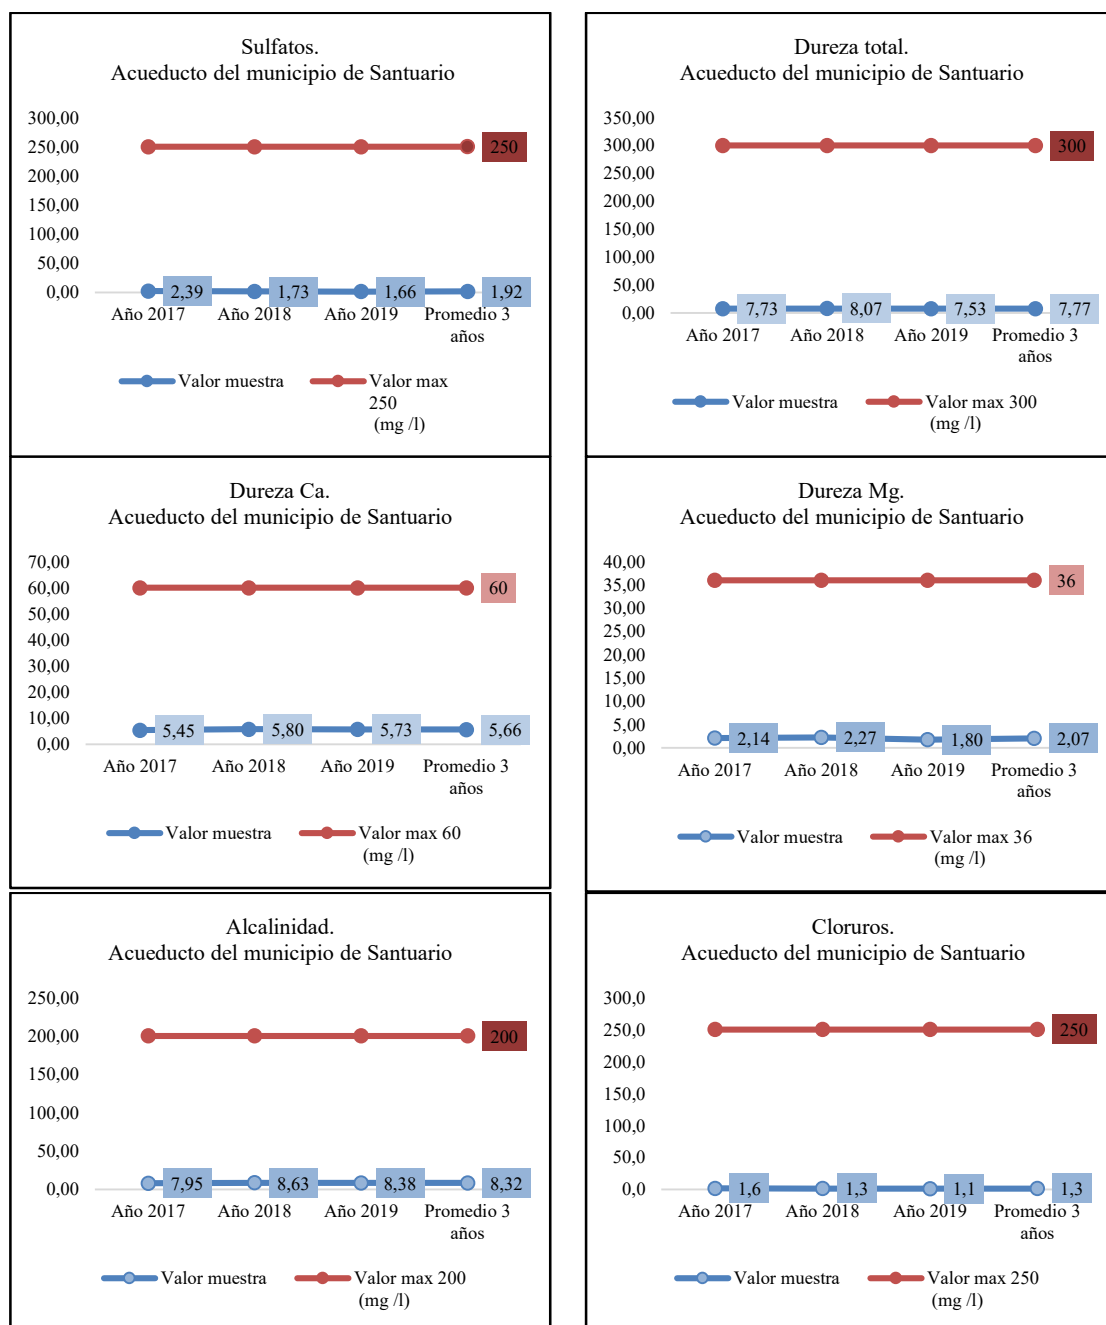 Sulfatos.
Acueducto del municipio de Santuario
300,00
250,00
200,00
150,00
100,00
50,00
0,00
250
2,39
1,73
1,66
1,92
Año 2017
Año 2018
Año 2019
Promedio 3
años
Valor muestra
Valor max
250
(mg /l)
Dureza total.
Acueducto del municipio de Santuario
350,00
300,00
250,00
200,00
150,00
100,00
50,00
0,00
300
7,73
8,07
7,53
7,77
Año 2017
Año 2018
Año 2019
Promedio 3
años
Valor muestra
Valor max 300
(mg /l)
Dureza Ca.
Acueducto del municipio de Santuario
70,00
60,00
50,00
40,00
30,00
20,00
10,00
0,00
60
5,45
5,80
5,73
5,66
Año 2017
Año 2018
Año 2019
Promedio 3
años
Valor muestra
Valor max 60
(mg /l)
Dureza Mg.
Acueducto del municipio de Santuario
40,00
35,00
30,00
25,00
20,00
15,00
10,00
5,00
0,00
36
2,14
2,27
1,80
2,07
Año 2017
Año 2018
Año 2019
Promedio 3
años
Valor muestra
Valor max 36
(mg /l)
Alcalinidad.
Acueducto del municipio de Santuario
250,00
200,00
150,00
100,00
50,00
0,00
200
7,95
8,63
8,38
8,32
Año 2017
Año 2018
Año 2019
Promedio 3
años
Valor muestra
Valor max 200
(mg /l)
Cloruros.
Acueducto del municipio de Santuario
300,0
250,0
200,0
150,0
100,0
50,0
0,0
250
1,6
1,3
1,1
1,3
Año 2017
Año 2018
Año 2019
Promedio 3
años
Valor muestra
Valor max 250
(mg /l)